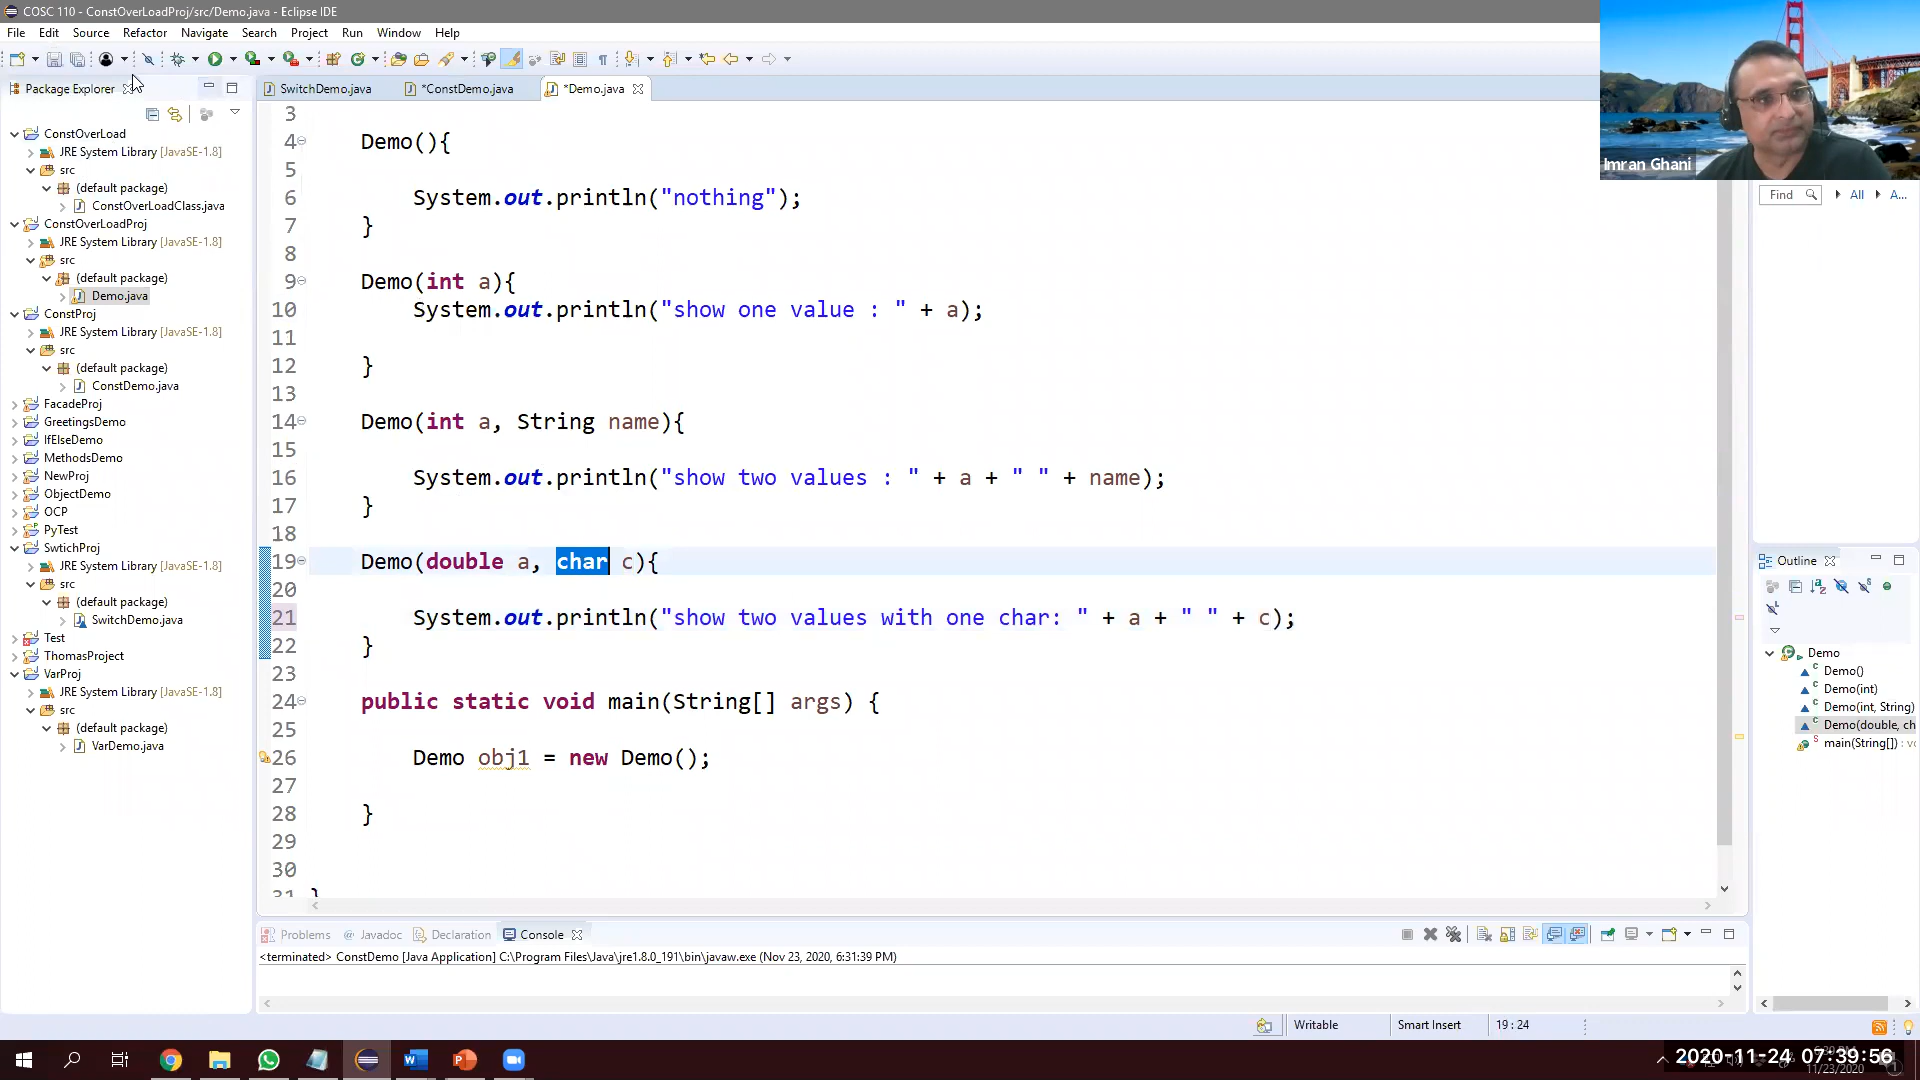 COSC 110 - ConstOverLoadProj/src/Demo.java - Eclipse IDE
File Edit Source Refactor Navigate Search Project Run Window Help
Package Explorer
ConstOverLoad
JRE System Library [JavaSE-1.8]
src
(default package)
ConstOverLoadClass.java
ConstOverLoadProj
JRE System Library [JavaSE-1.8]
src
(default package)
Demo.java
ConstProj
JRE System Library [JavaSE-1.8]
src
(default package)
ConstDemo.java
FacadeProj
GreetingsDemo
IfElseDemo
MethodsDemo
NewProj
ObjectDemo
OCP
PyTest
SwtichProj
JRE System Library [JavaSE-1.8]
src
(default package)
SwitchDemo.java
Test
ThomasProject
VarProj
JRE System Library [JavaSE-1.8]
src
(default package)
VarDemo.java
SwitchDemo.java *ConstDemo.java *Demo.java
3
4 Demo(){
5
6 System.out.println("nothing");
7 }
8
9 Demo(int a){
10 System.out.println("show one value : " + a);
11
12 }
13
14 Demo(int a, String name){
15
16 System.out.println("show two values : " + a + " " + name);
17 }
18
19 Demo(double a, char c){
20
21 System.out.println("show two values with one char: " + a + " " + c);
22 }
23
24 public static void main(String[] args) {
25
26 Demo obj1 = new Demo();
27
28 }
29
30
31 }
Problems Javadoc Declaration Console
<terminated> ConstDemo [Java Application] C:\Program Files\Java\jre1.8.0_191\bin\javaw.exe (Nov 23, 2020, 6:31:39 PM)
Imran Ghani
Find All A...
Outline
Demo
Demo()
Demo(int)
Demo(int, String)
Demo(double, ch
main(String[]) : v
Writable Smart Insert 19 : 24
2020-11-24 07:39:56
11/23/2020